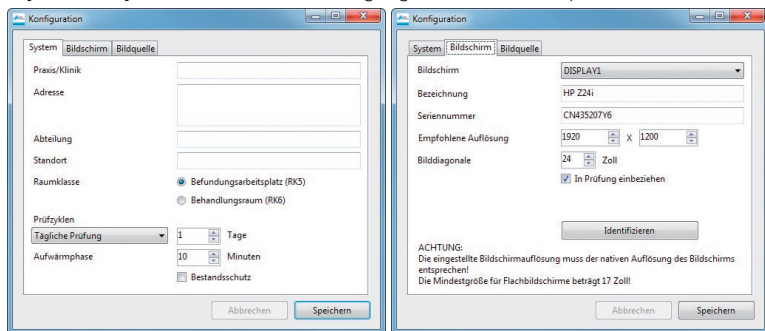 Konfiguration
System Bildschirm Bildquelle
Praxis/Klinik
Adresse
Abteilung
Standort
Raumklasse Befundungsarbeitsplatz (RK5)
Behandlungsraum (RK6)
Prüfzyklen
Tägliche Prüfung 1 Tage
Aufwärmphase 10 Minuten
Bestandsschutz
Abbrechen Speichern
Konfiguration
System Bildschirm Bildquelle
Bildschirm DISPLAY1
Bezeichnung HP Z24i
Seriennummer CN435207Y6
Empfohlene Auflösung 1920 X 1200
Bilddiagonale 24 Zoll
In Prüfung einbeziehen
Identifizieren
ACHTUNG:
Die eingestellte Bildschirmauflösung muss der nativen Auflösung des Bildschirms
entsprechen!
Die Mindestgröße für Flachbildschirme beträgt 17 Zoll!
Abbrechen Speichern